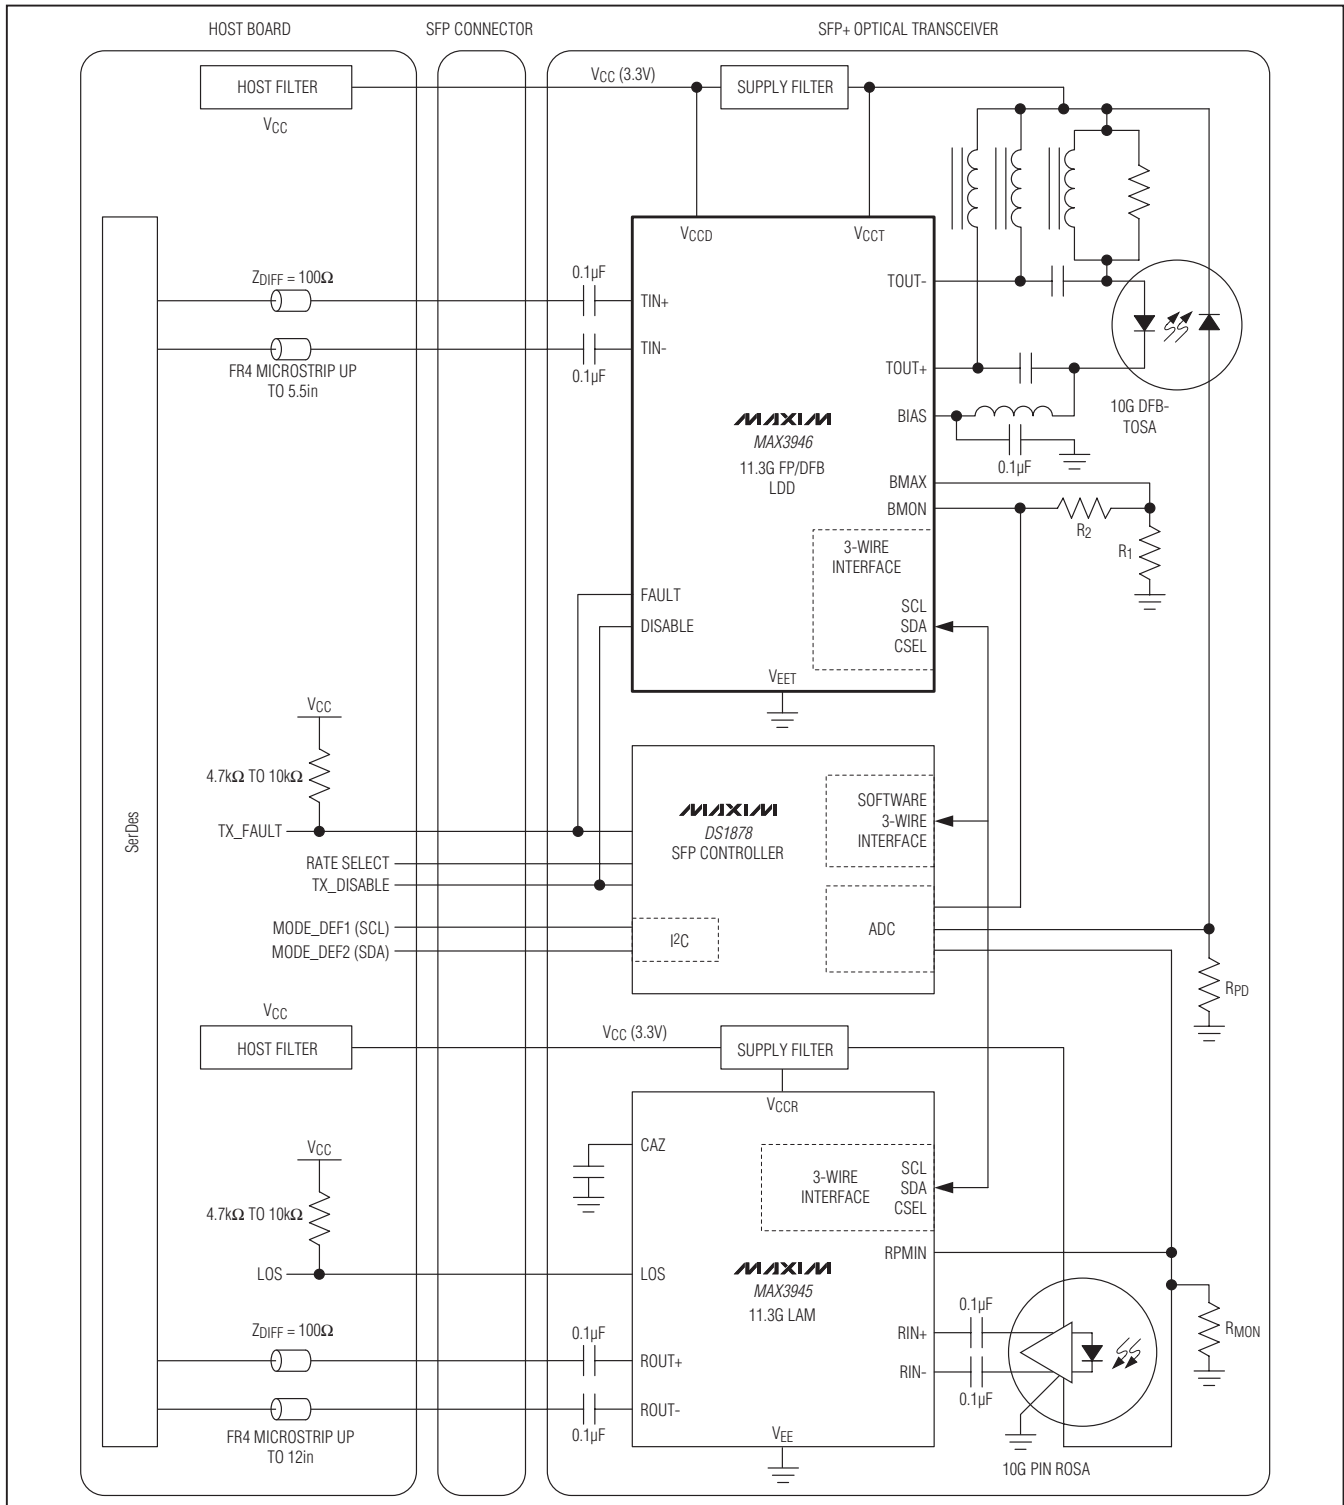 HOST BOARD
SFP CONNECTOR
SFP+ OPTICAL TRANSCEIVER
HOST FILTER
VCC
VCC (3.3V)
SUPPLY FILTER
VCCD
VCCT
ZDIFF = 100Ω
0.1µF
TIN+
TIN-
0.1µF
FR4 MICROSTRIP UP
TO 5.5in
TOUT-
TOUT+
BIAS
0.1µF
10G DFB-
TOSA
MAXIM
MAX3946
11.3G FP/DFB
LDD
BMAX
BMON
R2
R1
3-WIRE
INTERFACE
SCL
SDA
CSEL
FAULT
DISABLE
VEET
SerDes
VCC
4.7kΩ TO 10kΩ
TX_FAULT
RATE SELECT
TX_DISABLE
MODE_DEF1 (SCL)
MODE_DEF2 (SDA)
MAXIM
DS1878
SFP CONTROLLER
I2C
SOFTWARE
3-WIRE
INTERFACE
ADC
RPD
VCC
HOST FILTER
VCC (3.3V)
SUPPLY FILTER
VCCR
CAZ
3-WIRE
INTERFACE
SCL
SDA
CSEL
VCC
4.7kΩ TO 10kΩ
LOS
LOS
RPMIN
MAXIM
MAX3945
11.3G LAM
0.1µF
RIN+
RIN-
0.1µF
RMON
ZDIFF = 100Ω
0.1µF
ROUT+
ROUT-
0.1µF
FR4 MICROSTRIP UP
TO 12in
VEE
10G PIN ROSA